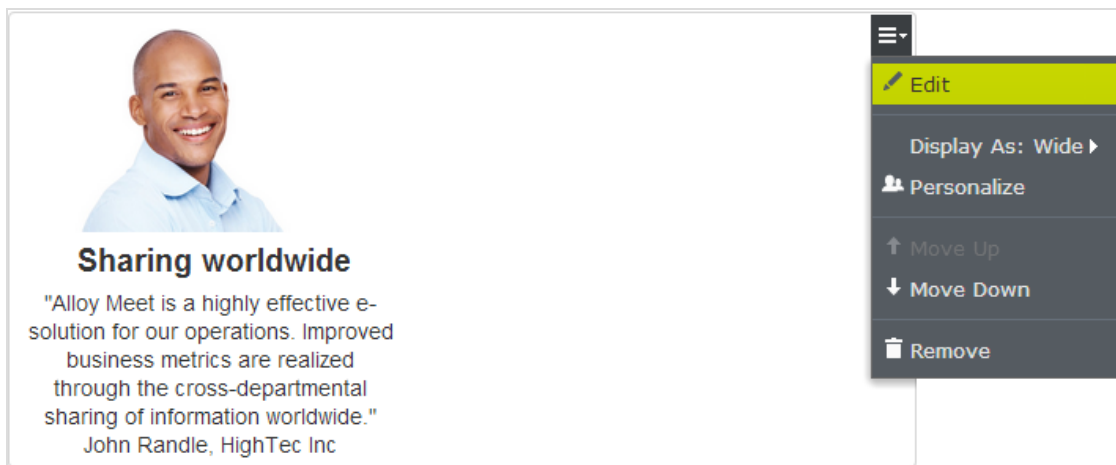 Sharing worldwide
"Alloy Meet is a highly effective e-
solution for our operations. Improved
business metrics are realized
through the cross-departmental
sharing of information worldwide."
John Randle, HighTec Inc
Edit
Display As: Wide
Personalize
Move Up
Move Down
Remove